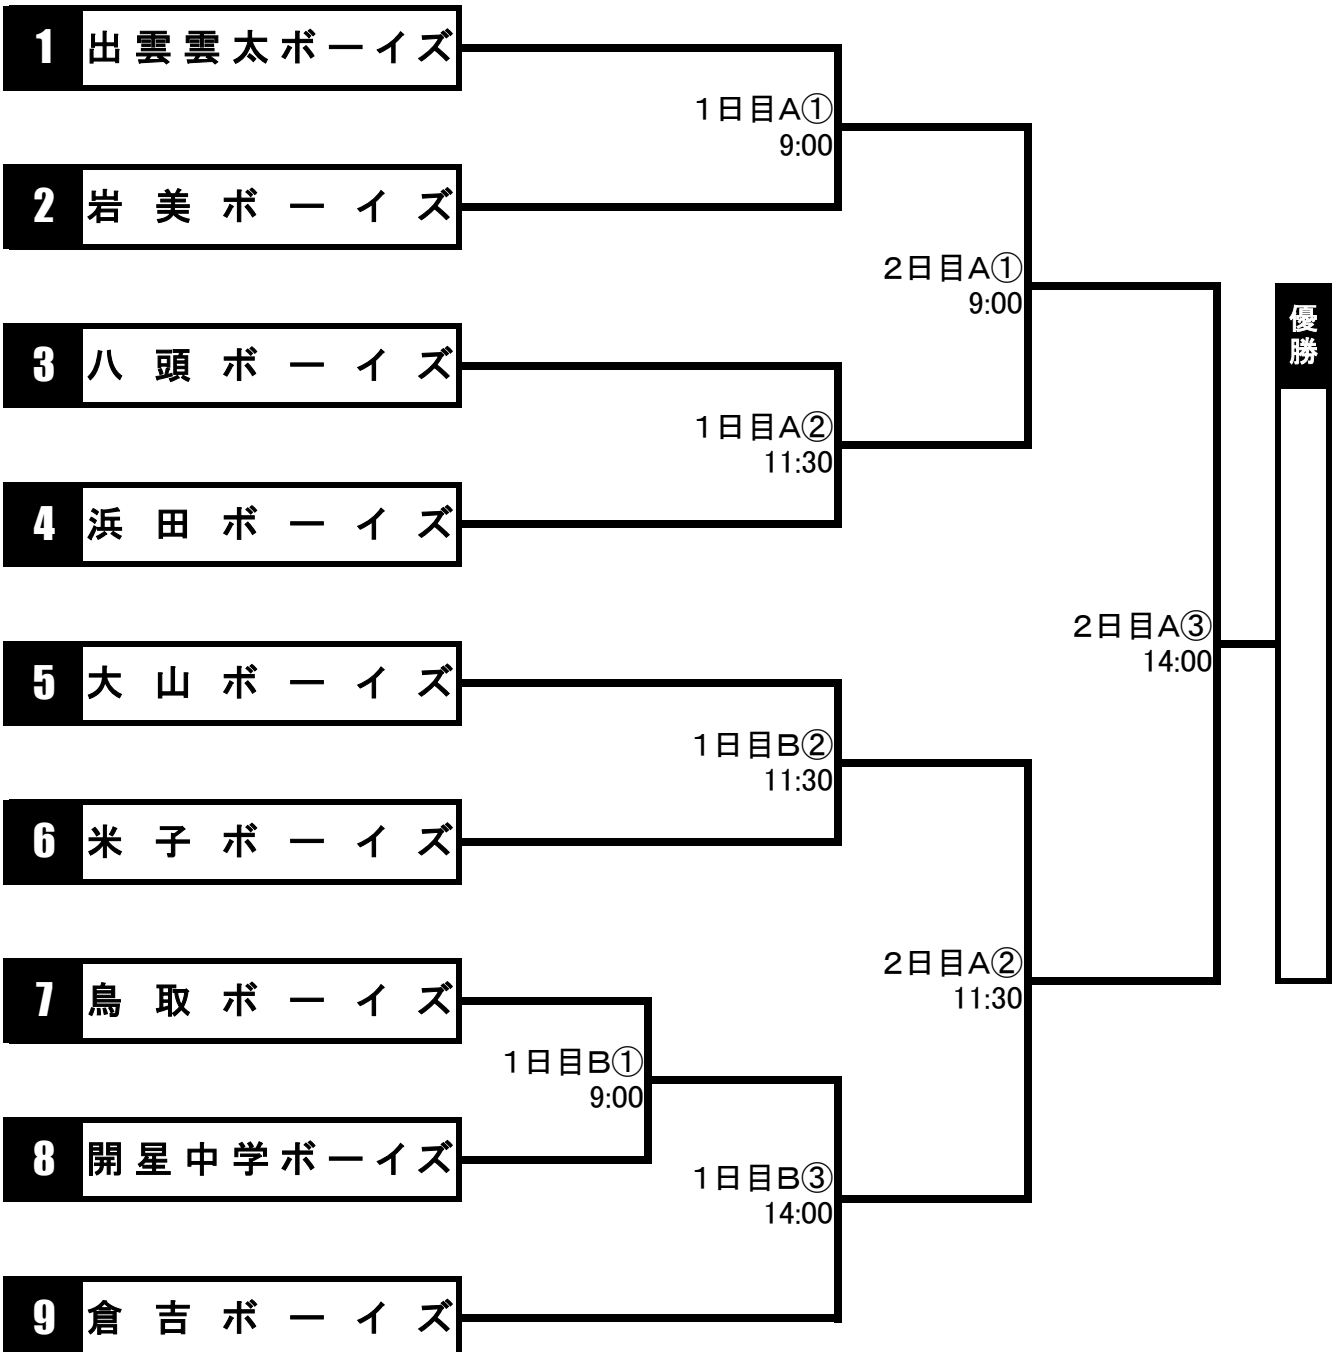 1 出雲雲太ボーイズ
1日目A①
9:00
2 岩美ボーイズ
2日目A①
9:00
優勝
3 八頭ボーイズ
1日目A②
11:30
4 浜田ボーイズ
2日目A③
14:00
5 大山ボーイズ
1日目B②
11:30
6 米子ボーイズ
2日目A②
11:30
7 鳥取ボーイズ
1日目B①
9:00
8 開星中学ボーイズ
1日目B③
14:00
9 倉吉ボーイズ